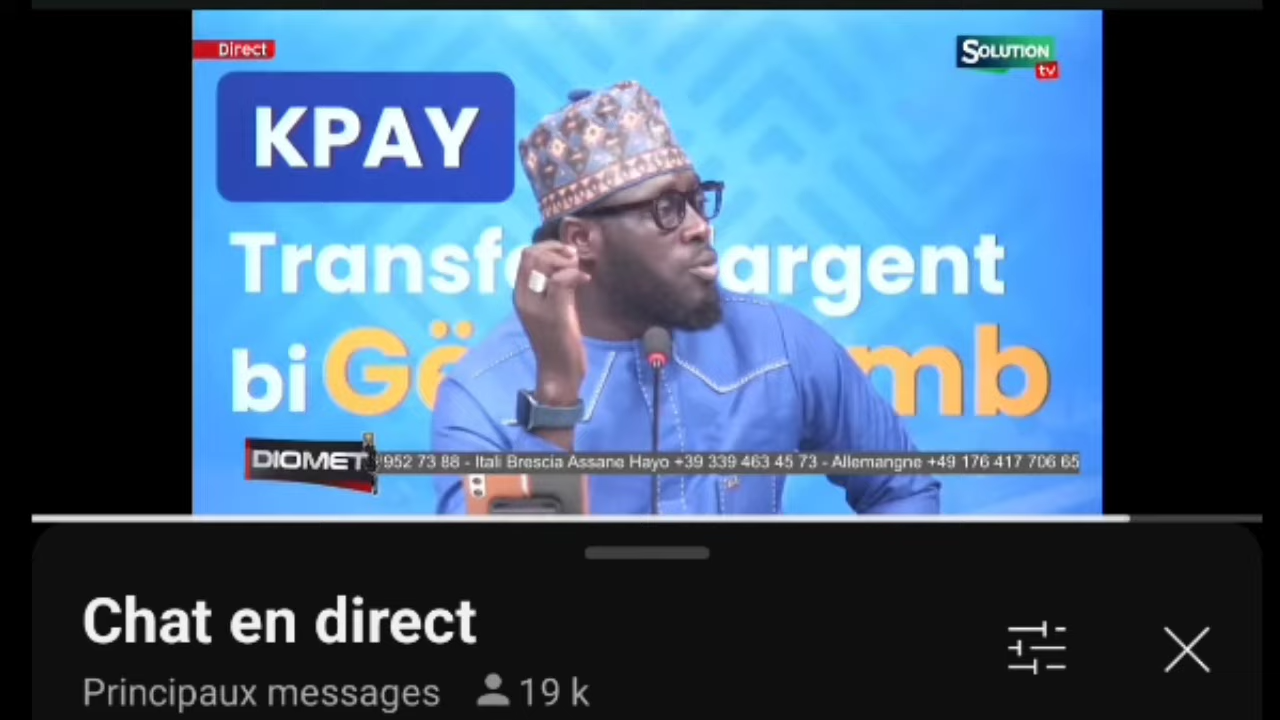 Direct
SOLUTION
tv
KPAY
Transf argent
bi Gë mb
DIOMET 952 73 88 - Itali Brescia Assane Hayo +39 339 463 45 73 - Allemangne +49 176 417 706 65
Chat en direct
Principaux messages 19 k